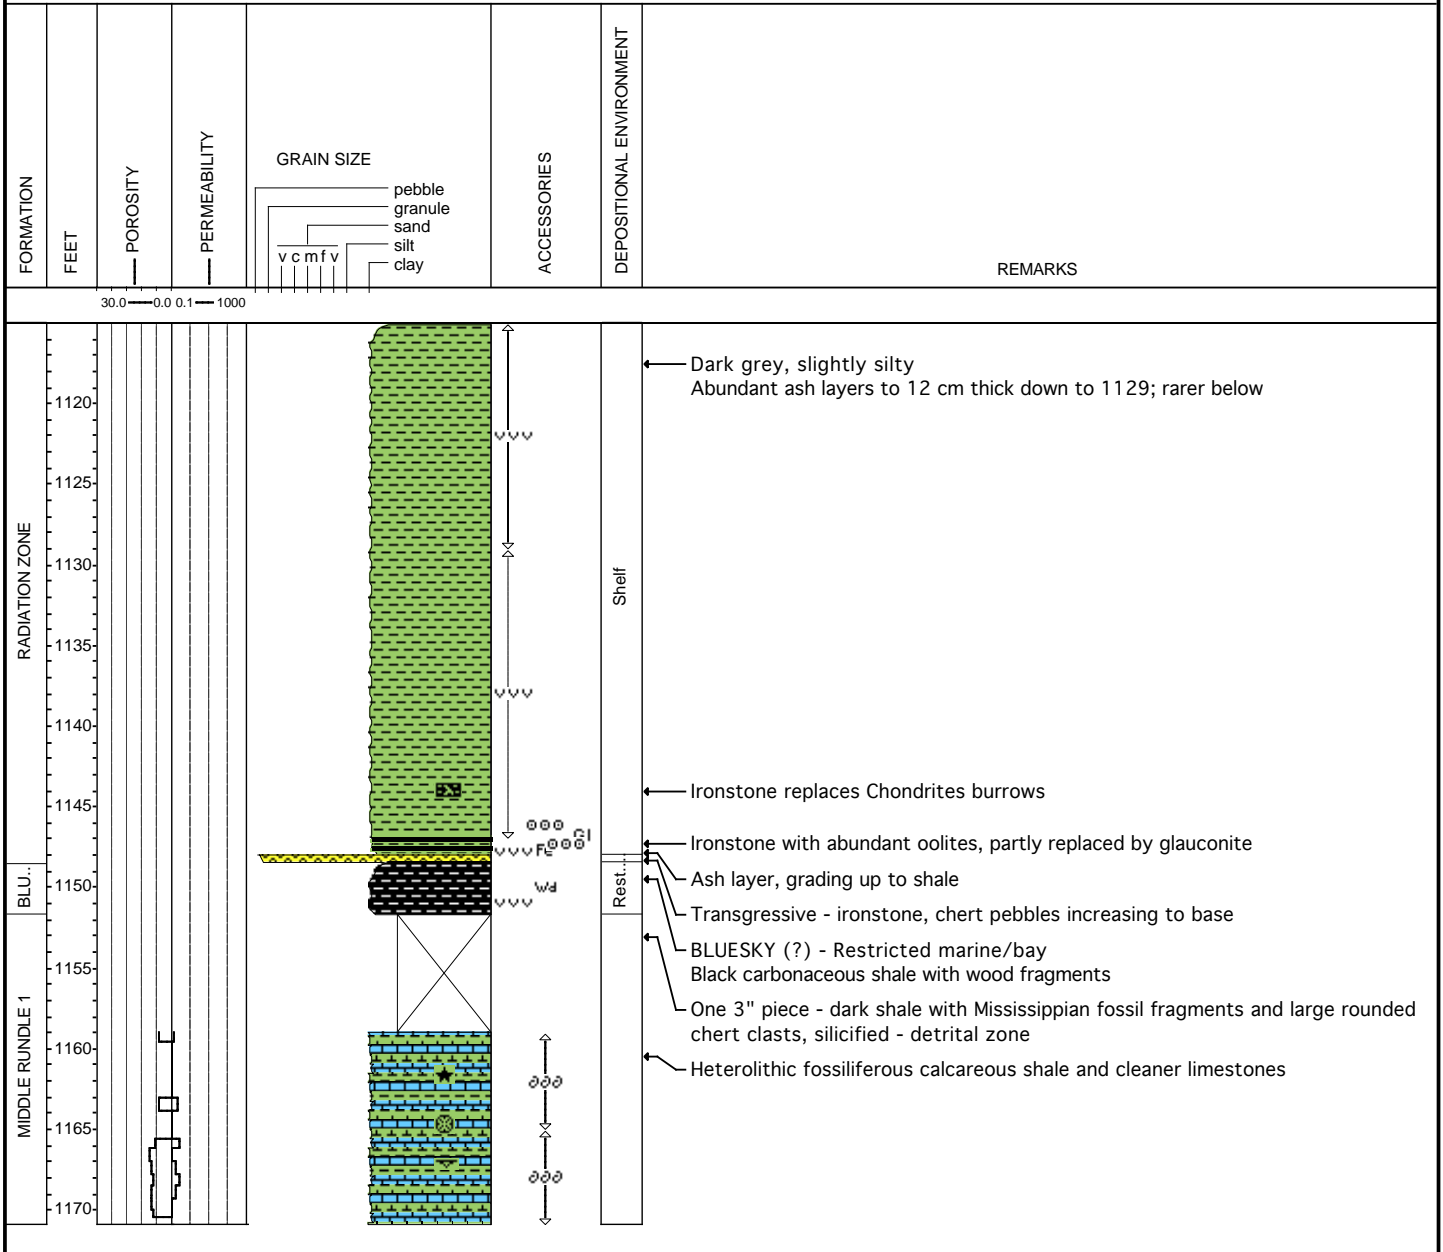 FORMATION
FEET
POROSITY
PERMEABILITY
GRAIN SIZE
pebble
granule
sand
silt
clay
v c m f v
ACCESSORIES
DEPOSITIONAL ENVIRONMENT
REMARKS
30.0 0.0 0.1 1000
RADIATION ZONE
BLU..
MIDDLE RUNDLE 1
1120
1125
1130
1135
1140
1145
1150
1155
1160
1165
1170
Gl
Fe
Wd
Shelf
Rest....
Dark grey, slightly silty
Abundant ash layers to 12 cm thick down to 1129; rarer below
Ironstone replaces Chondrites burrows
Ironstone with abundant oolites, partly replaced by glauconite
Ash layer, grading up to shale
Transgressive - ironstone, chert pebbles increasing to base
BLUESKY (?) - Restricted marine/bay
Black carbonaceous shale with wood fragments
One 3" piece - dark shale with Mississippian fossil fragments and large rounded
chert clasts, silicified - detrital zone
Heterolithic fossiliferous calcareous shale and cleaner limestones